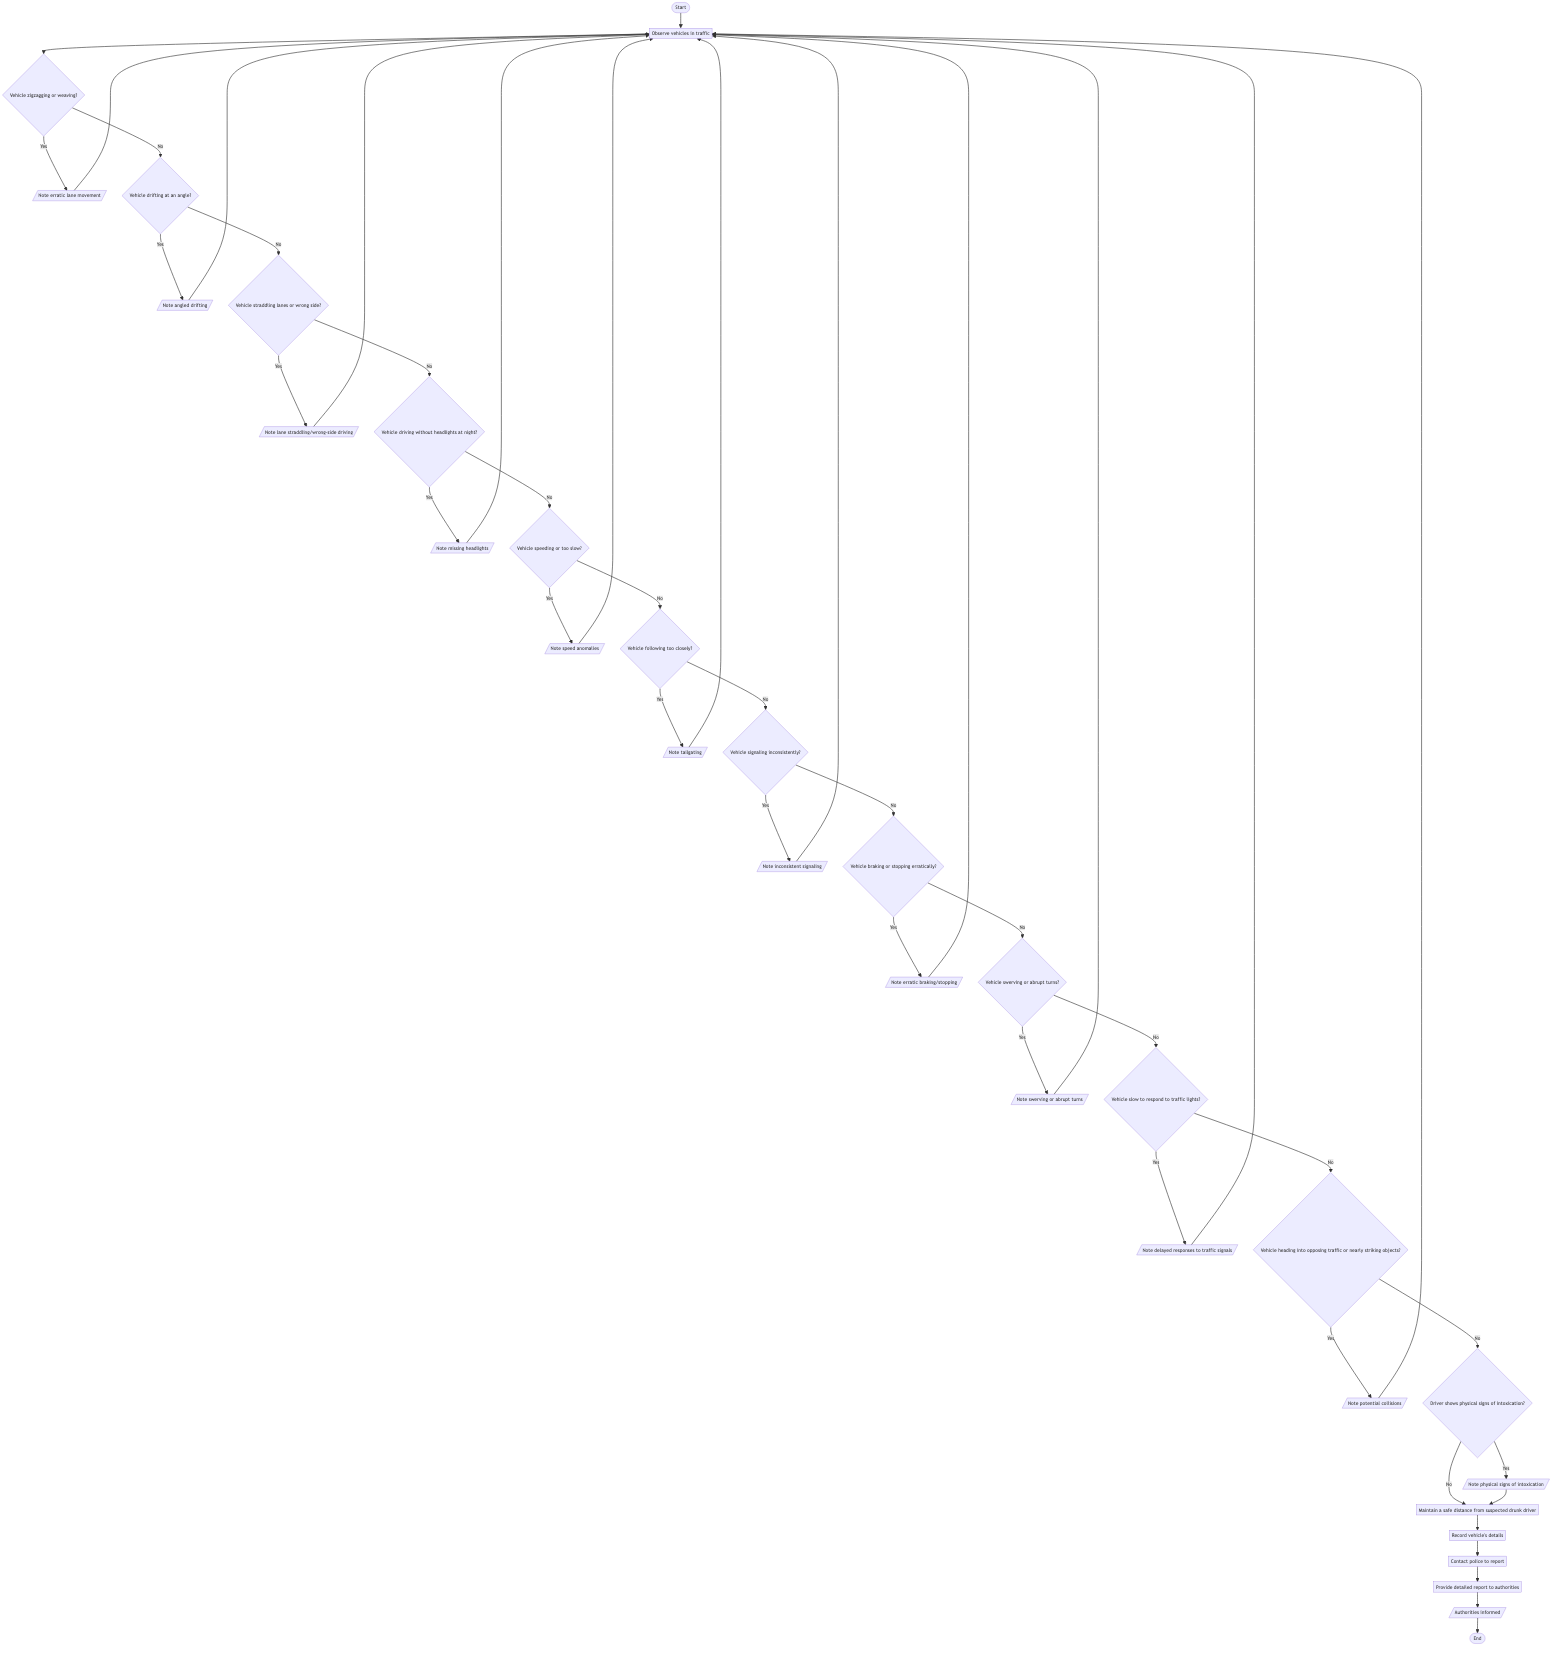 Start
Observe vehicles in traffic
Vehicle zigzagging or weaving?
Yes
No
Note erratic lane movement
Vehicle drifting at an angle?
Yes
No
Note angled drifting
Vehicle straddling lanes or wrong side?
Yes
No
Note lane straddling/wrong-side driving
Vehicle driving without headlights at night?
Yes
No
Note missing headlights
Vehicle speeding or too slow?
Yes
No
Note speed anomalies
Vehicle following too closely?
Yes
No
Note tailgating
Vehicle signaling inconsistently?
Yes
No
Note inconsistent signaling
Vehicle braking or stopping erratically?
Yes
No
Note erratic braking/stopping
Vehicle swerving or abrupt turns?
Yes
No
Note swerving or abrupt turns
Vehicle slow to respond to traffic lights?
Yes
No
Note delayed responses to traffic signals
Vehicle heading into opposing traffic or nearly striking objects?
Yes
No
Note potential collisions
Driver shows physical signs of intoxication?
Yes
No
Note physical signs of intoxication
Maintain a safe distance from suspected drunk driver
Record vehicle's details
Contact police to report
Provide detailed report to authorities
Authorities informed
End